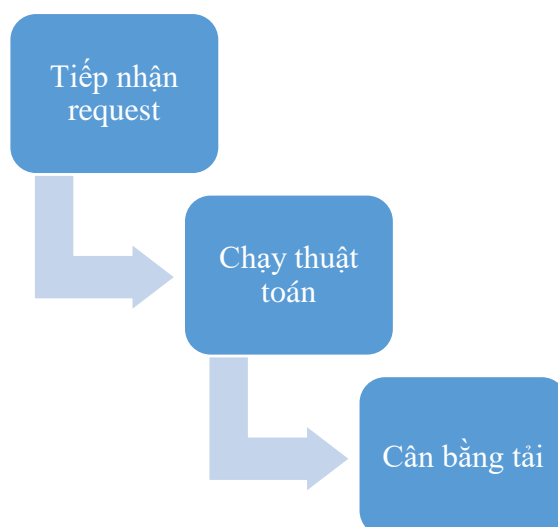 Tiếp nhận
request
Chạy thuật
toán
Cân bằng tải